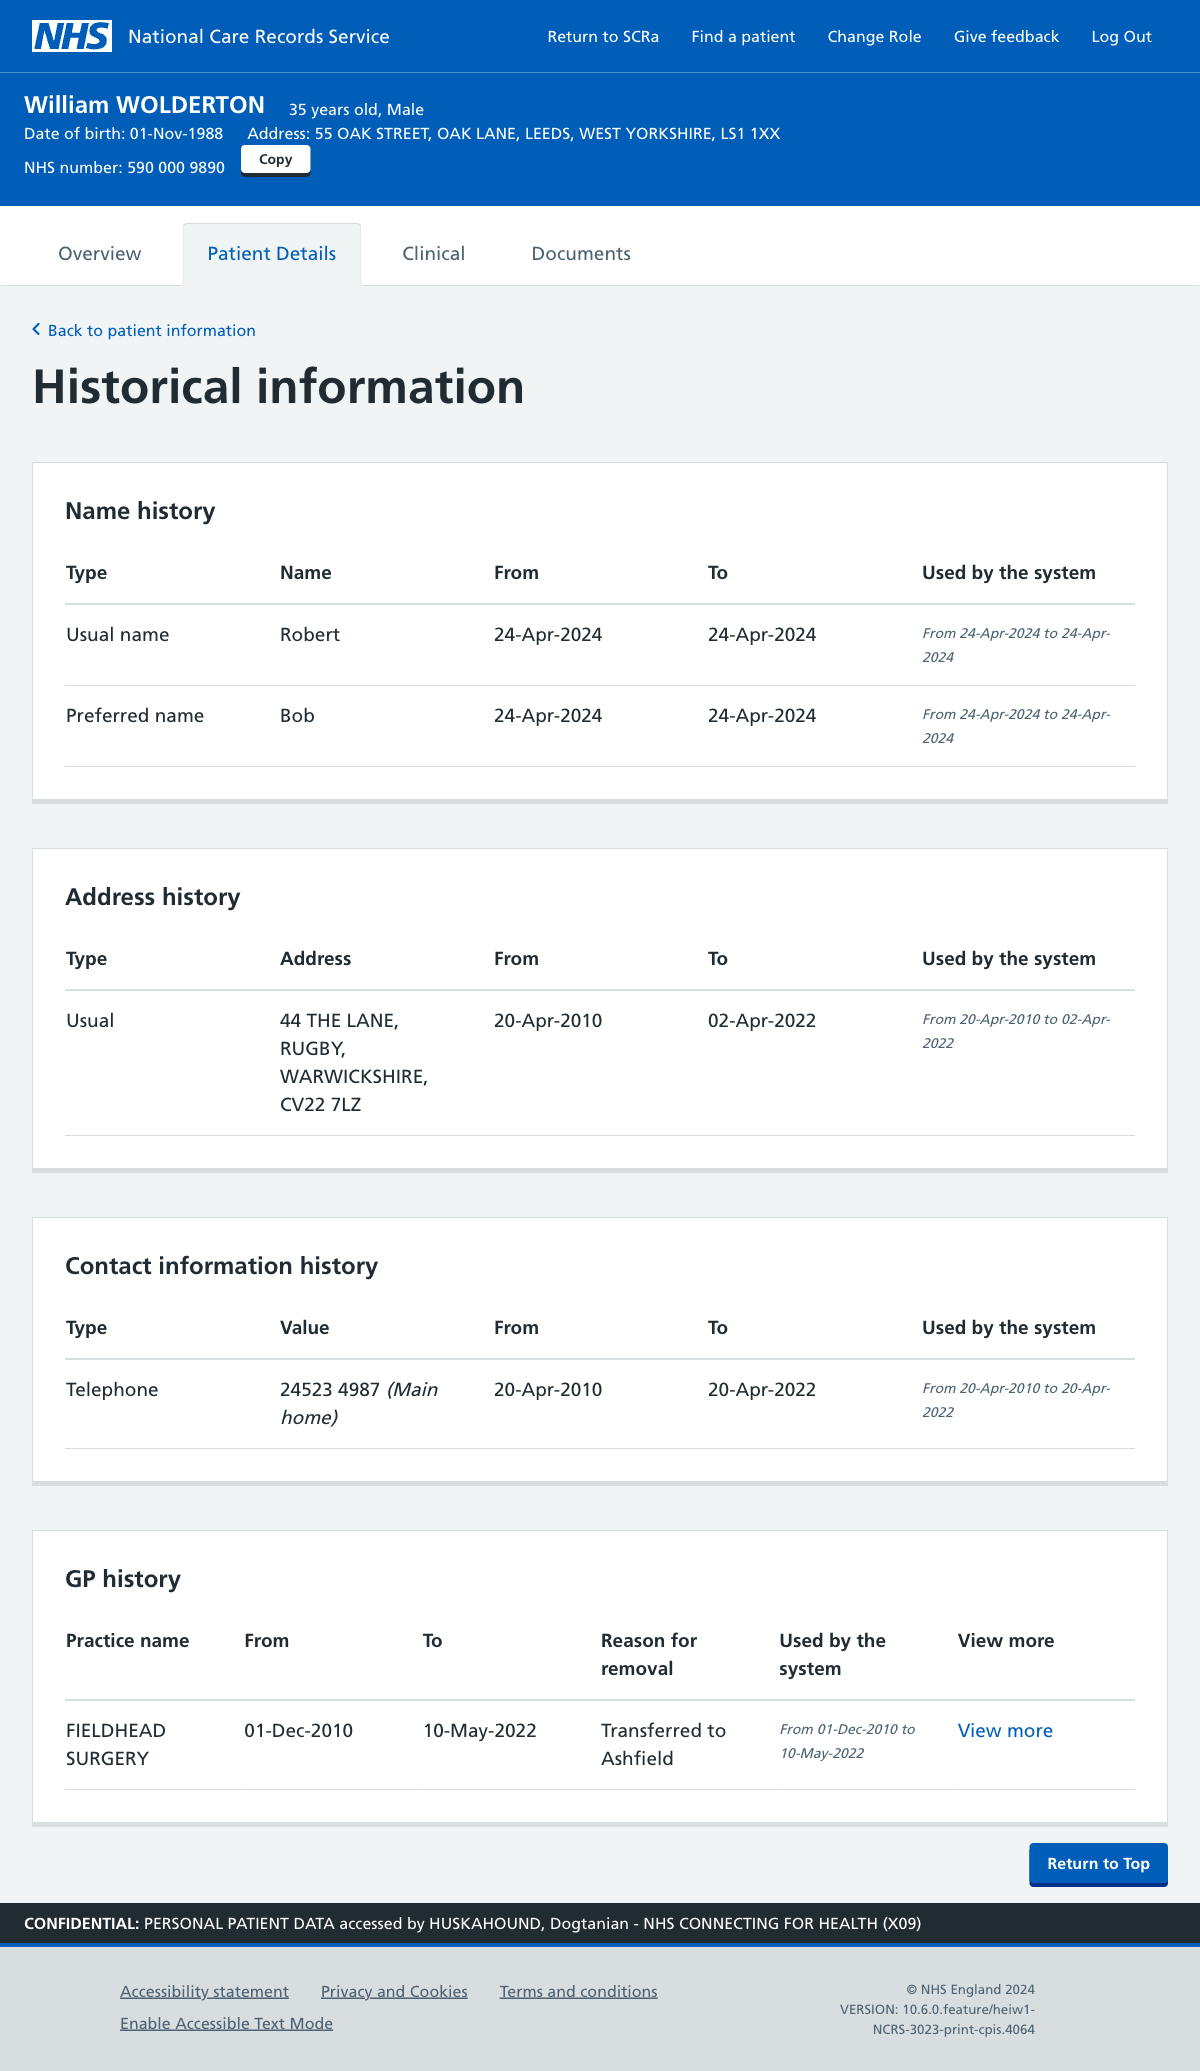 NHS National Care Records Service Return to SCRa Find a patient Change Role Give feedback Log Out
William WOLDERTON 35 years old, Male
Date of birth: 01-Nov-1988 Address: 55 OAK STREET, OAK LANE, LEEDS, WEST YORKSHIRE, LS1 1XX
NHS number: 590 000 9890 Copy
Overview Patient Details Clinical Documents
Back to patient information
Historical information
Name history
Type Name From To Used by the system
Usual name Robert 24-Apr-2024 24-Apr-2024 From 24-Apr-2024 to 24-Apr-
2024
Preferred name Bob 24-Apr-2024 24-Apr-2024 From 24-Apr-2024 to 24-Apr-
2024
Address history
Type Address From To Used by the system
Usual 44 THE LANE, 20-Apr-2010 02-Apr-2022 From 20-Apr-2010 to 02-Apr-
RUGBY, 2022
WARWICKSHIRE,
CV22 7LZ
Contact information history
Type Value From To Used by the system
Telephone 24523 4987 (Main 20-Apr-2010 20-Apr-2022 From 20-Apr-2010 to 20-Apr-
home) 2022
GP history
Practice name From To Reason for Used by the View more
removal system
FIELDHEAD 01-Dec-2010 10-May-2022 Transferred to From 01-Dec-2010 to View more
SURGERY Ashfield 10-May-2022
Return to Top
CONFIDENTIAL: PERSONAL PATIENT DATA accessed by HUSKAHOUND, Dogtanian - NHS CONNECTING FOR HEALTH (X09)
Accessibility statement Privacy and Cookies Terms and conditions
Enable Accessible Text Mode
© NHS England 2024
VERSION: 10.6.0.feature/heiw1-
NCRS-3023-print-cpis.4064